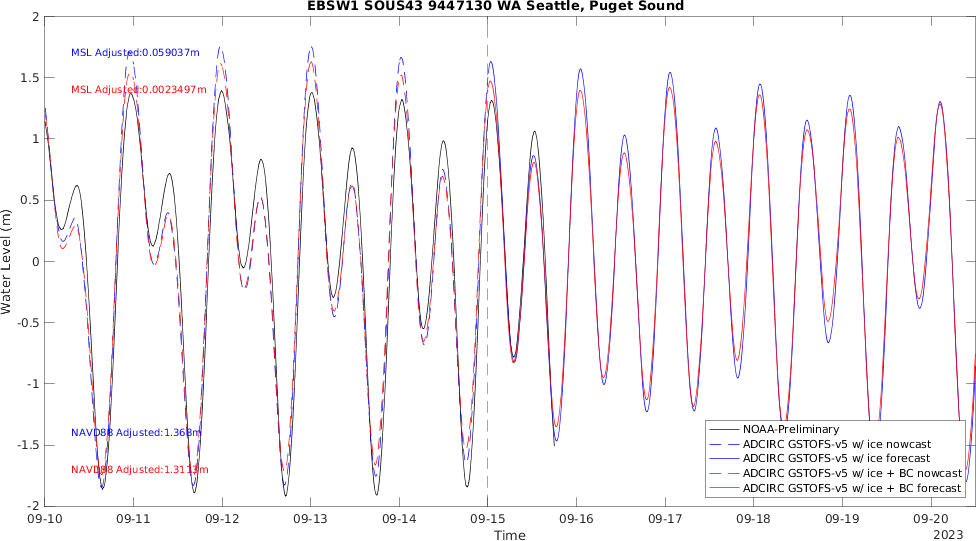 EBSW1 SOUS43 9447130 WA Seattle, Puget Sound
2
1.5
1
0.5
0
-0.5
-1
-1.5
-2
Water Level (m)
MSL Adjusted:0.059037m
MSL Adjusted:0.0023497m
NAVD88 Adjusted:1.368m
NAVD88 Adjusted:1.3113m
NOAA-Preliminary
ADCIRC GSTOFS-v5 w/ ice nowcast
ADCIRC GSTOFS-v5 w/ ice forecast
ADCIRC GSTOFS-v5 w/ ice + BC nowcast
ADCIRC GSTOFS-v5 w/ ice + BC forecast
09-10 09-11 09-12 09-13 09-14 09-15 09-16 09-17 09-18 09-19 09-20
Time
2023